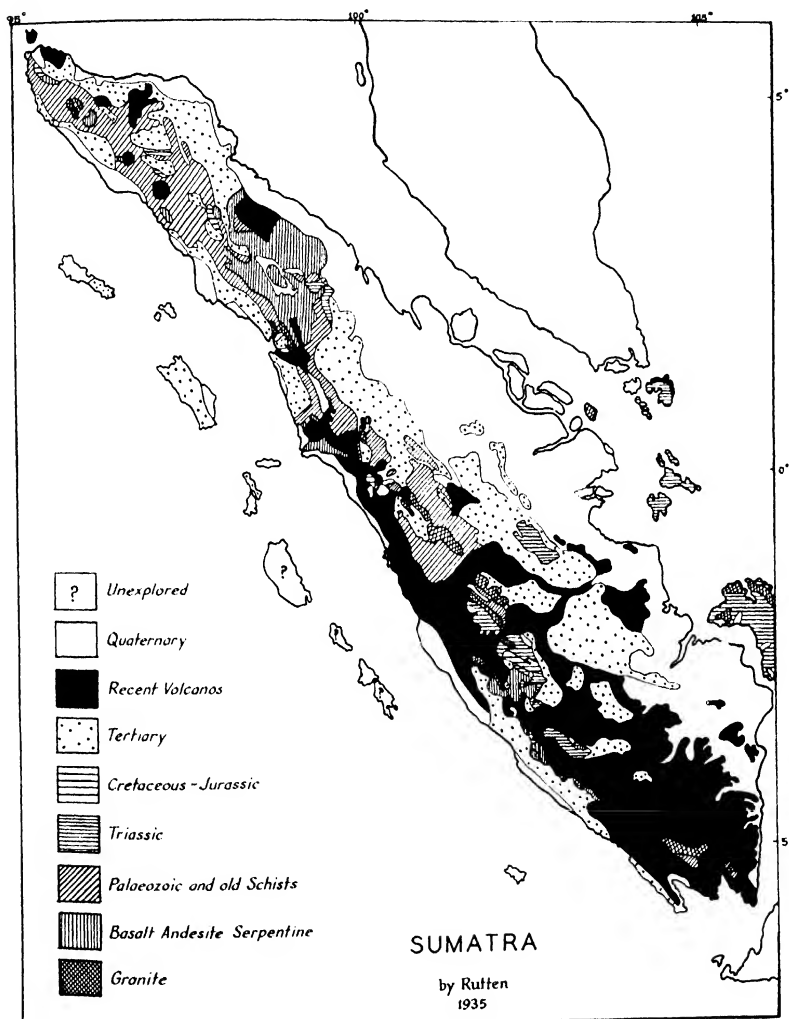 95° 100° 105°
5°
0°
5
?
? Unexplored
?
Quaternary
?
Recent Volcanos
Tertiary
Cretaceous-Jurassic
Triassic
Palaeozoic and old Schists
Basalt Andesite Serpentine
Granite
SUMATRA
by Rutten
1935